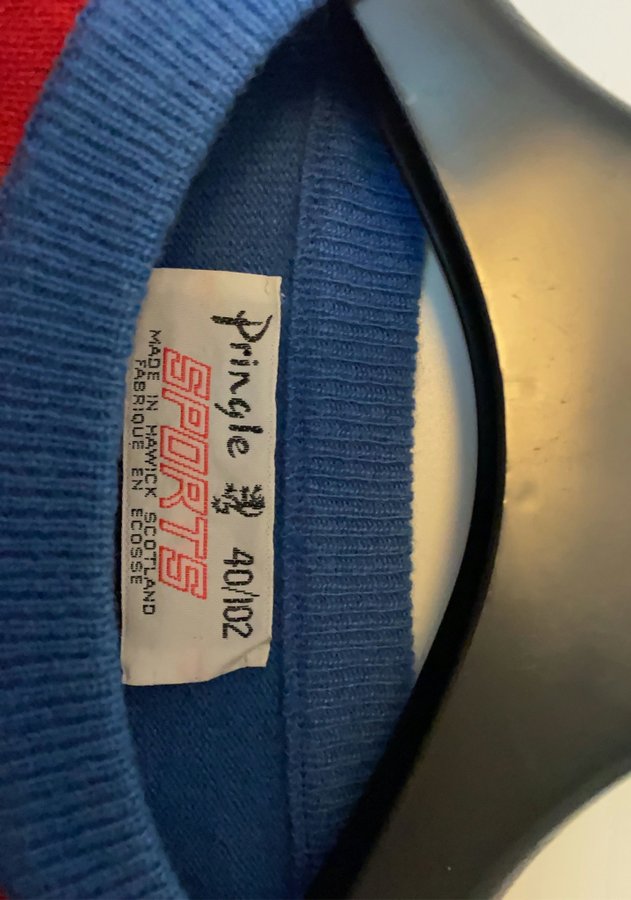 Pringle 40/102
SPORTS
MADE IN HAWICK SCOTLAND
FABRIQUE EN ECOSSE